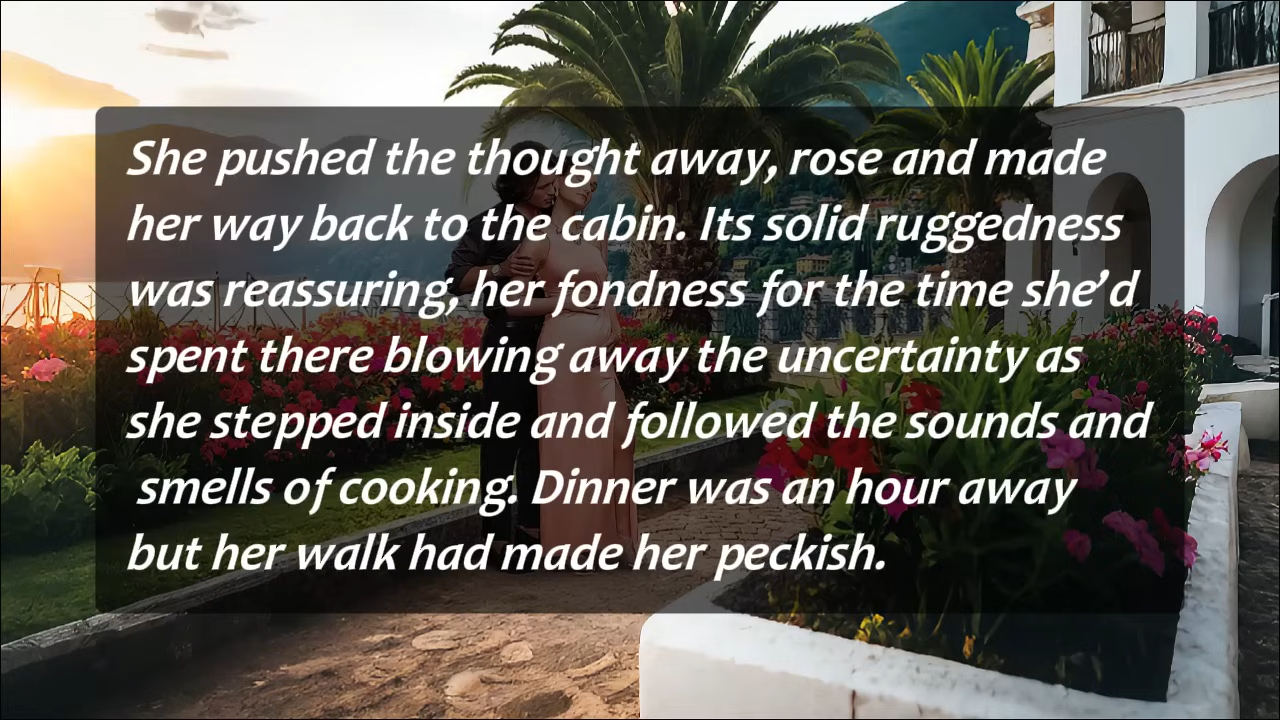 She pushed the thought away, rose and made
her way back to the cabin. Its solid ruggedness
was reassuring, her fondness for the time she’d
spent there blowing away the uncertainty as
she stepped inside and followed the sounds and
smells of cooking. Dinner was an hour away
but her walk had made her peckish.